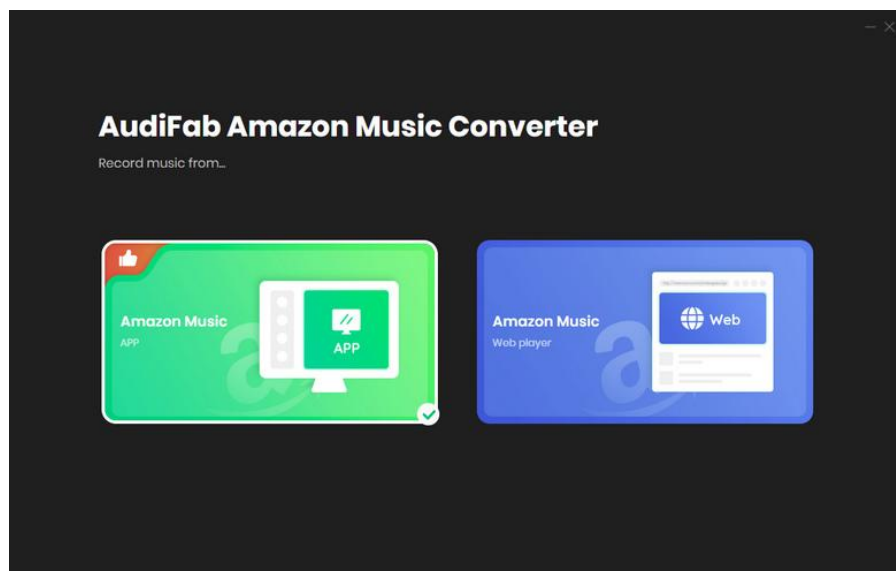 AudiFab Amazon Music Converter
Record music from...
Amazon Music
APP
APP
Amazon Music
Web player
Web